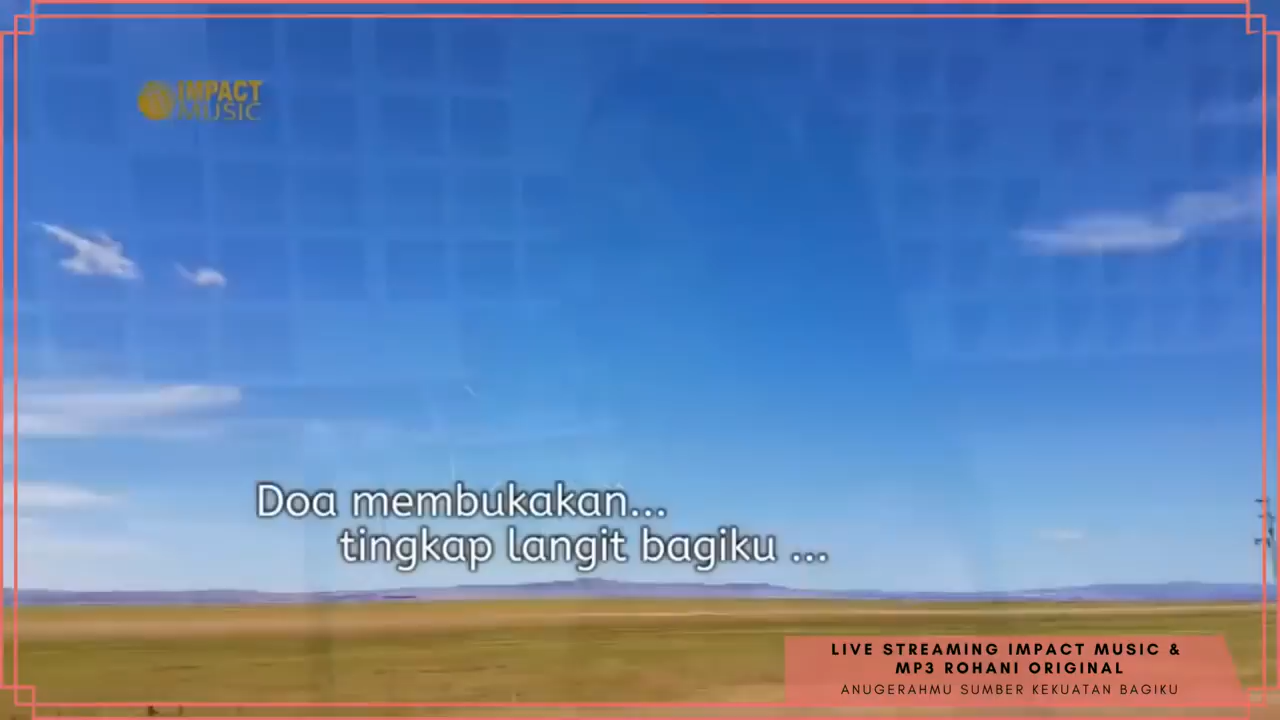 IMPACT
MUSIC
Doa membukakan...
tingkap langit bagiku ...
LIVE STREAMING IMPACT MUSIC &
MP3 ROHANI ORIGINAL
ANUGERAHMU SUMBER KEKUATAN BAGIKU